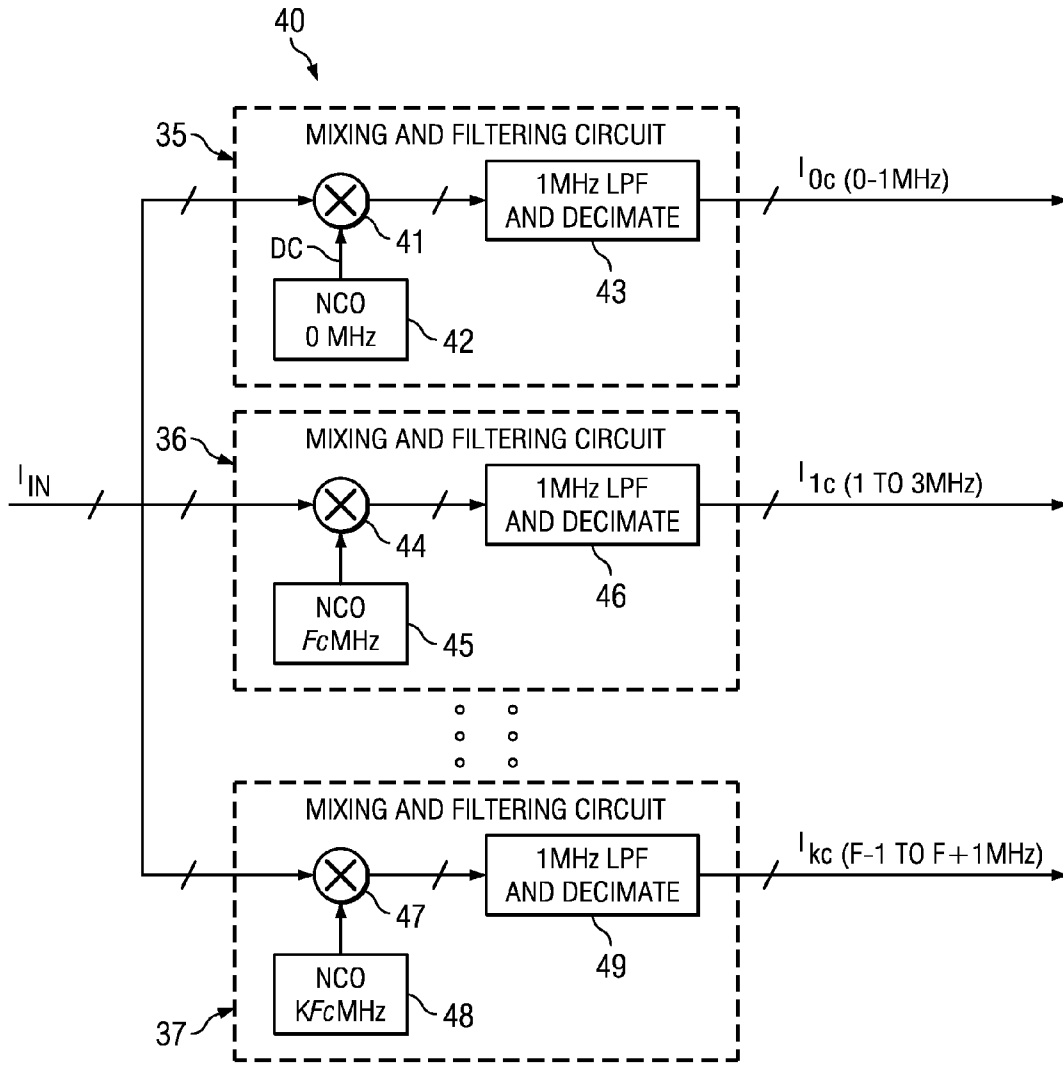 40
35
MIXING AND FILTERING CIRCUIT
41
DC
NCO
0 MHz
42
1MHz LPF
AND DECIMATE
43
I0c (0-1MHz)
36
MIXING AND FILTERING CIRCUIT
IIN
44
NCO
FcMHz
45
1MHz LPF
AND DECIMATE
46
I1c (1 TO 3MHz)
MIXING AND FILTERING CIRCUIT
47
NCO
KFcMHz
48
1MHz LPF
AND DECIMATE
49
Ikc (F-1 TO F+1MHz)
37